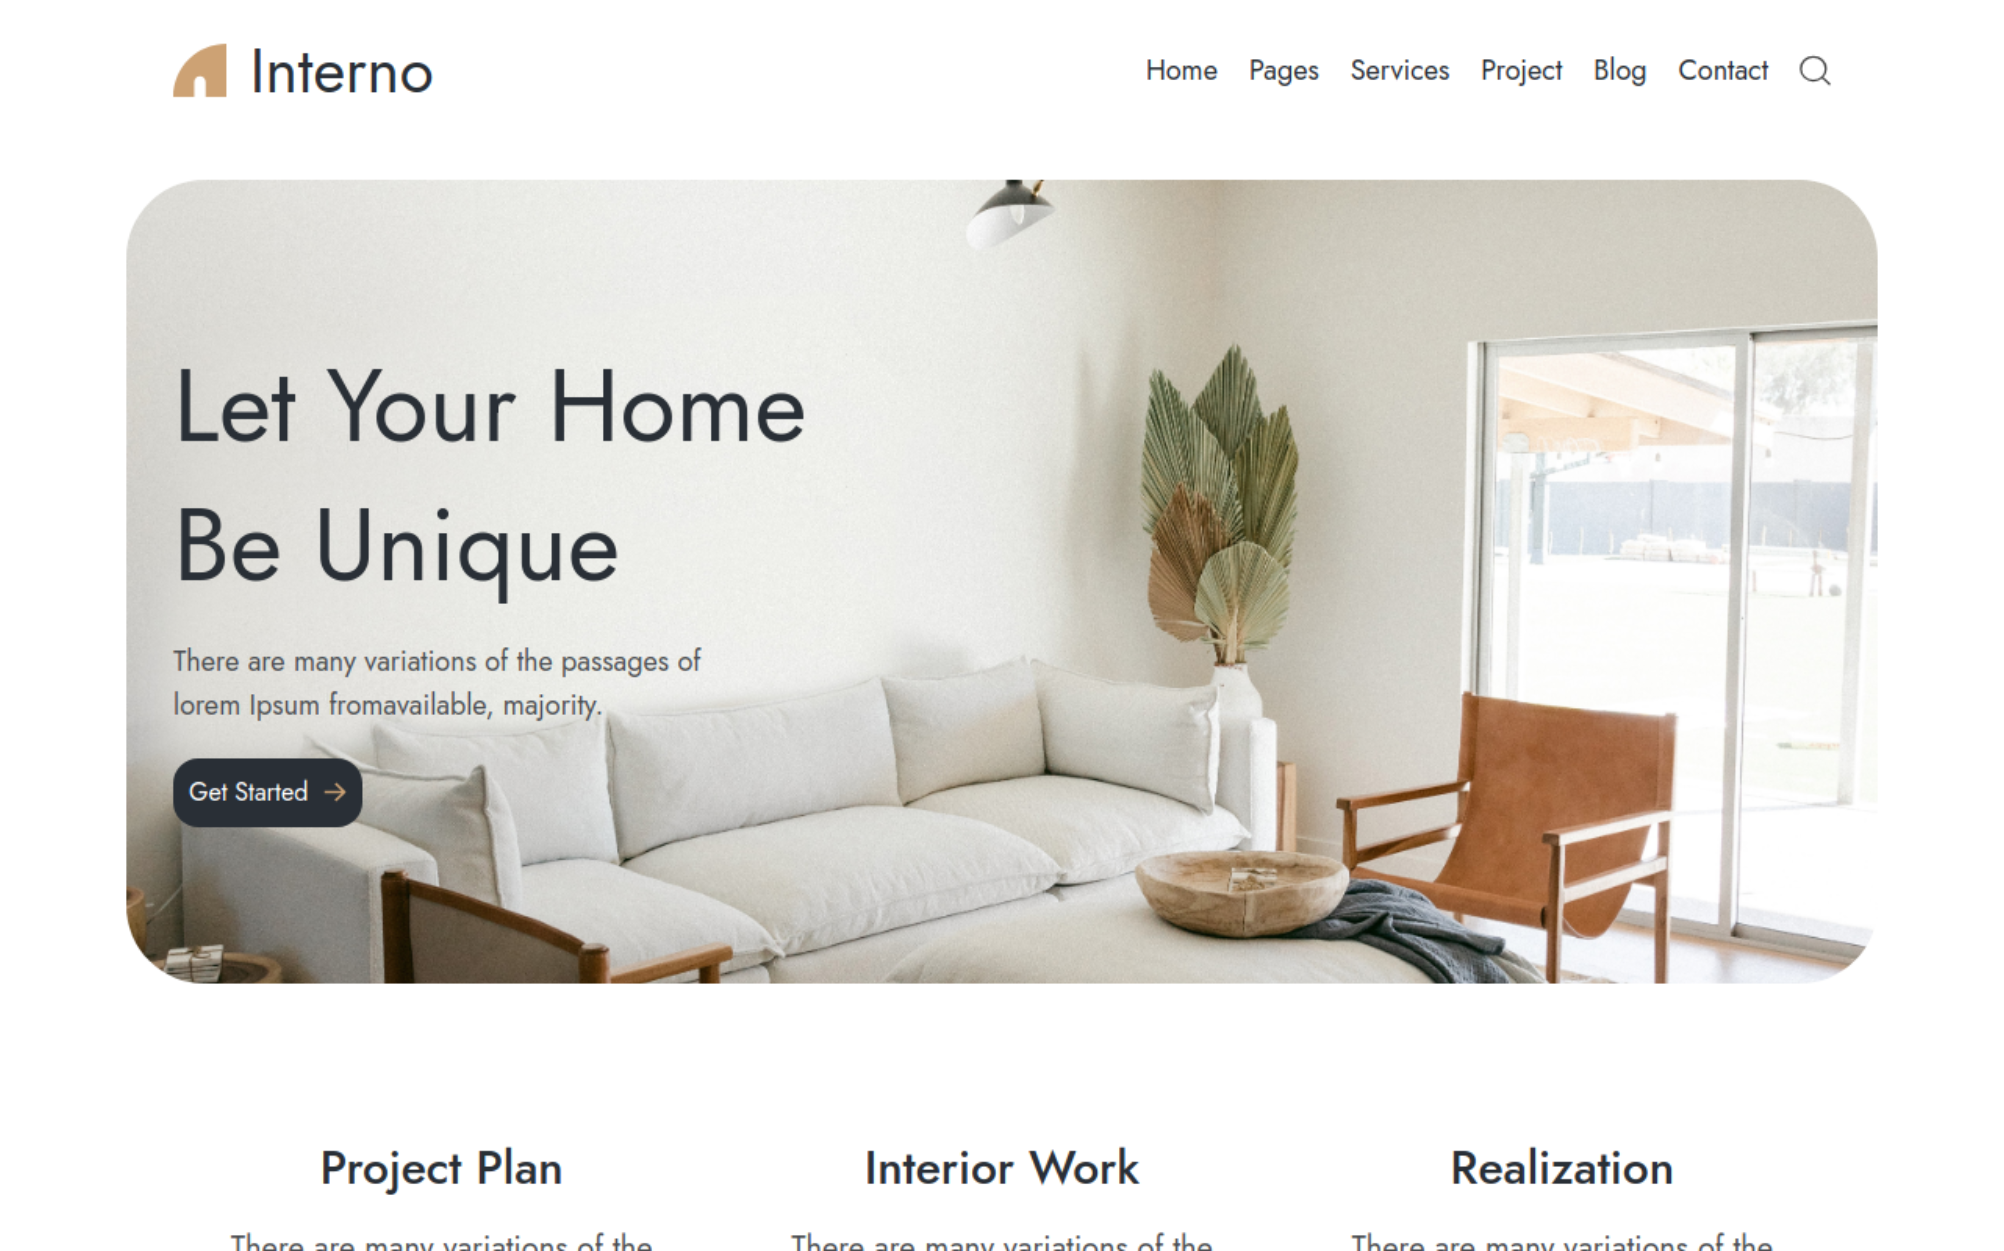 Interno
Home Pages Services Project Blog Contact
Let Your Home
Be Unique
There are many variations of the passages of
lorem Ipsum fromavailable, majority.
Get Started
Project Plan Interior Work Realization
There are many variations of the There are many variations of the There are many variations of the